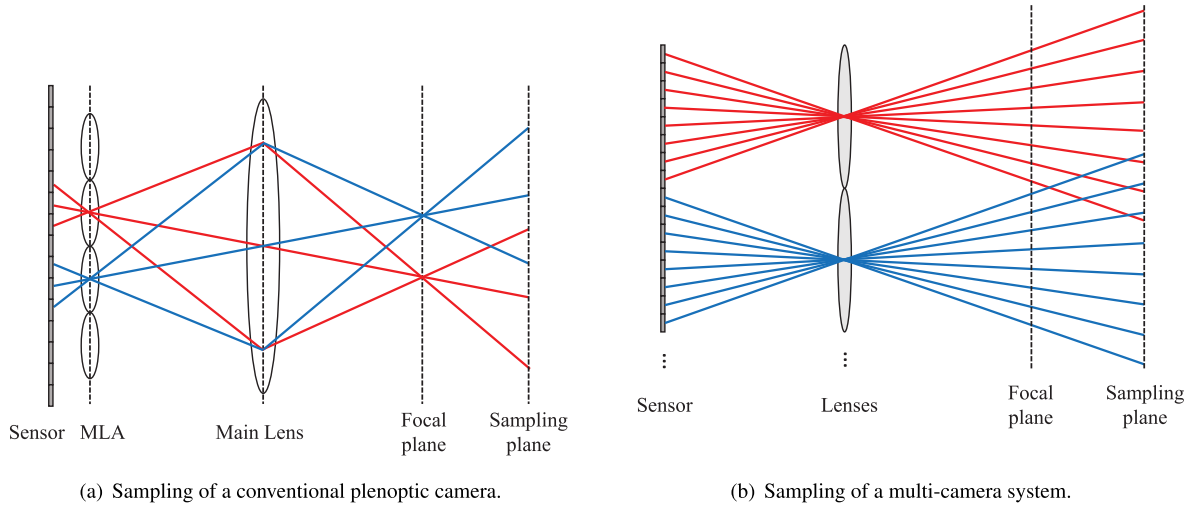 Sensor
MLA
Main Lens
Focal
plane
Sampling
plane
(a) Sampling of a conventional plenoptic camera.
...
...
Sensor
Lenses
Focal
plane
Sampling
plane
(b) Sampling of a multi-camera system.